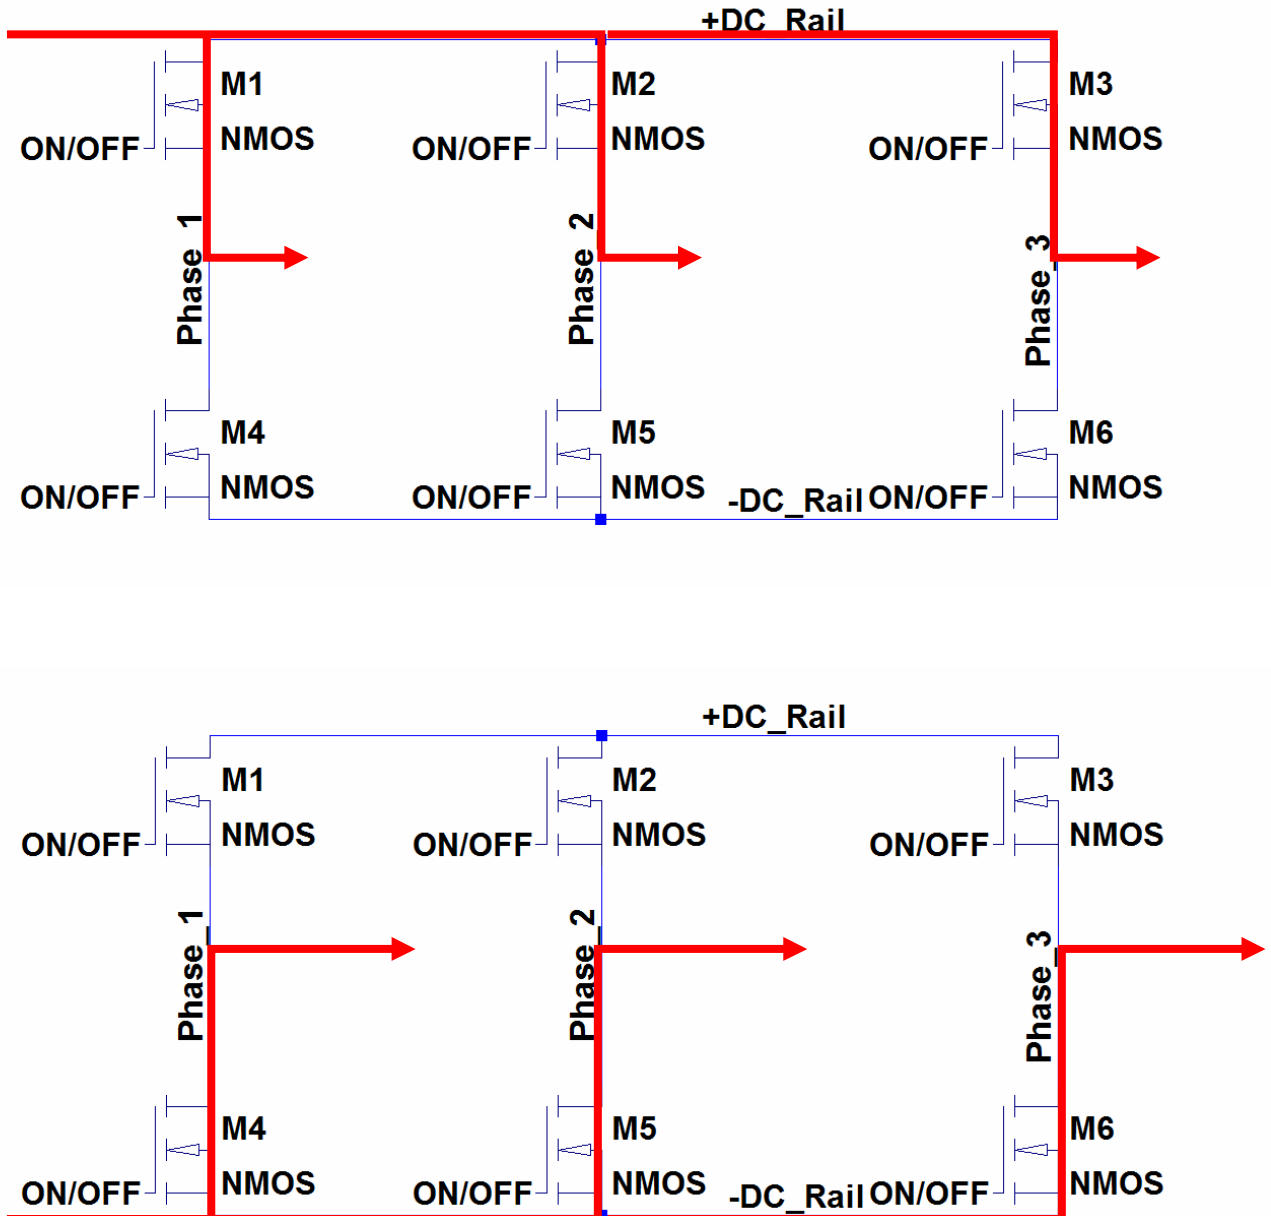 +DC_Rail
M1
M2
M3
NMOS
NMOS
NMOS
ON/OFF
ON/OFF
ON/OFF
Phase_1
Phase_2
Phase_3
M4
M5
M6
NMOS
NMOS
NMOS
ON/OFF
ON/OFF
-DC_Rail
ON/OFF
+DC_Rail
M1
M2
M3
NMOS
NMOS
NMOS
ON/OFF
ON/OFF
ON/OFF
Phase_1
Phase_2
Phase_3
M4
M5
M6
NMOS
NMOS
NMOS
ON/OFF
ON/OFF
-DC_Rail
ON/OFF